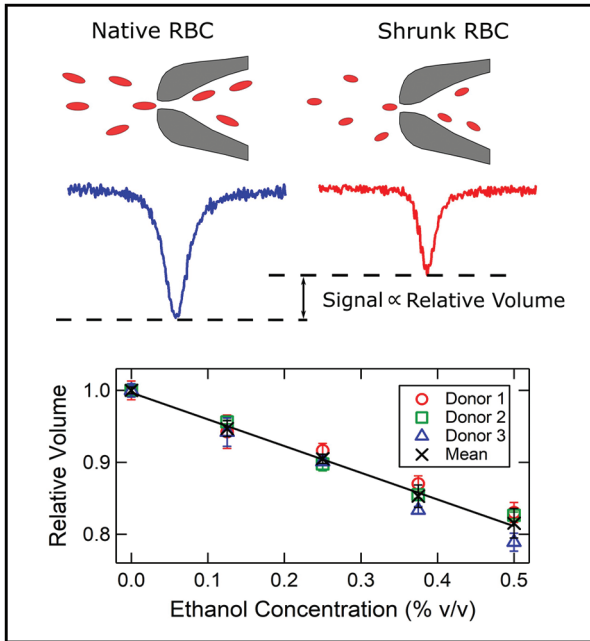 Native RBC
Shrunk RBC
Signal ∝ Relative Volume
Relative Volume
1.0
0.9
0.8
Donor 1
Donor 2
Donor 3
Mean
0.0 0.1 0.2 0.3 0.4 0.5
Ethanol Concentration (% v/v)